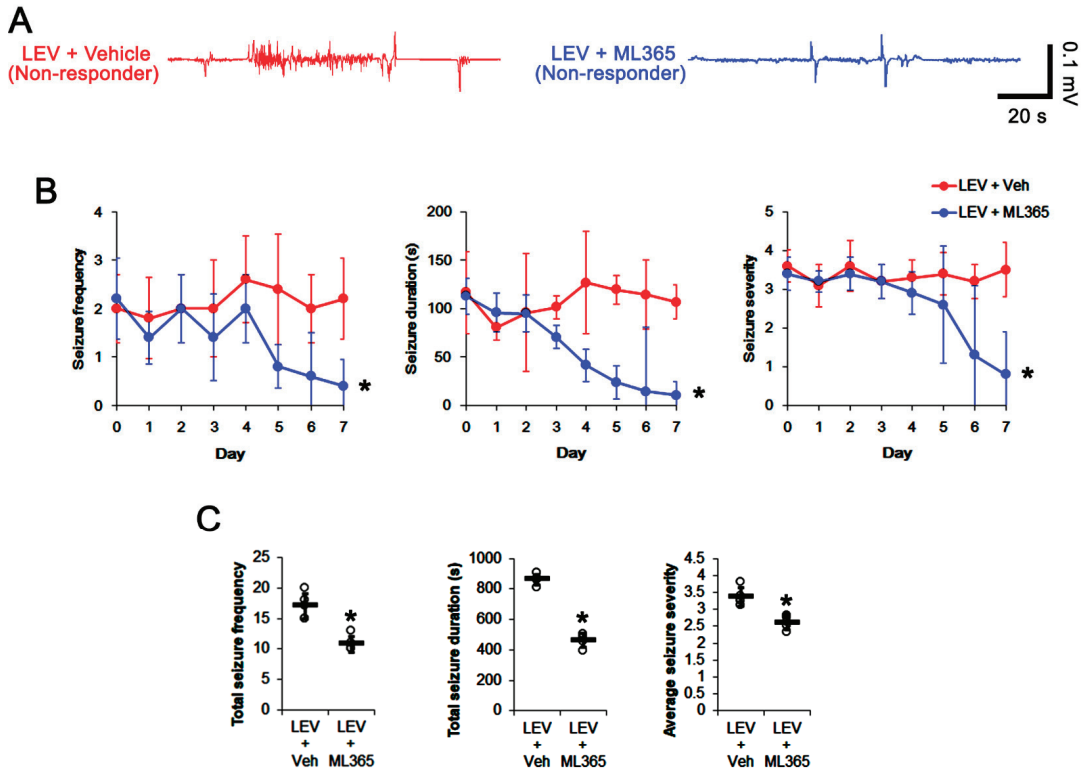 A
LEV + Vehicle
(Non-responder)
LEV + ML365
(Non-responder)
0.1 mV
20 s
B
LEV + Veh
LEV + ML365
Seizure frequency
4
3
2
1
0
0 1 2 3 4 5 6 7
Day
*
Seizure duration (s)
200
150
100
50
0
0 1 2 3 4 5 6 7
Day
*
Seizure severity
5
4
3
2
1
0
0 1 2 3 4 5 6 7
Day
*
C
Total seizure frequency
25
20
15
10
5
0
*
LEV
+
Veh
LEV
+
ML365
Total seizure duration (s)
1000
800
600
400
200
0
*
LEV
+
Veh
LEV
+
ML365
Average seizure severity
4.5
4
3.5
3
2.5
2
1.5
1
0.5
0
*
LEV
+
Veh
LEV
+
ML365